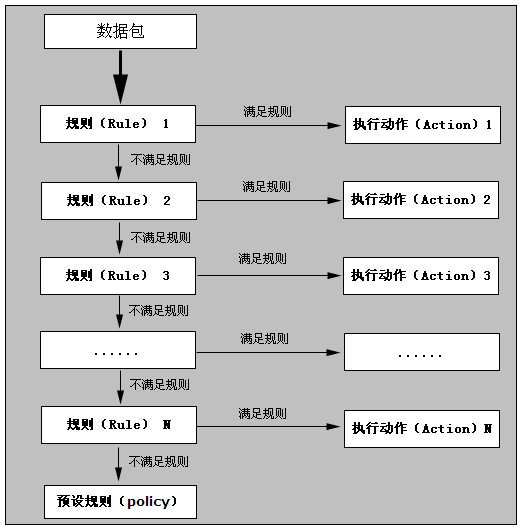 数据包
规则（Rule） 1
满足规则
执行动作（Action）1
不满足规则
规则（Rule） 2
满足规则
执行动作（Action）2
不满足规则
规则（Rule） 3
满足规则
执行动作（Action）3
不满足规则
......
满足规则
......
不满足规则
规则（Rule） N
满足规则
执行动作（Action）N
不满足规则
预设规则（policy）